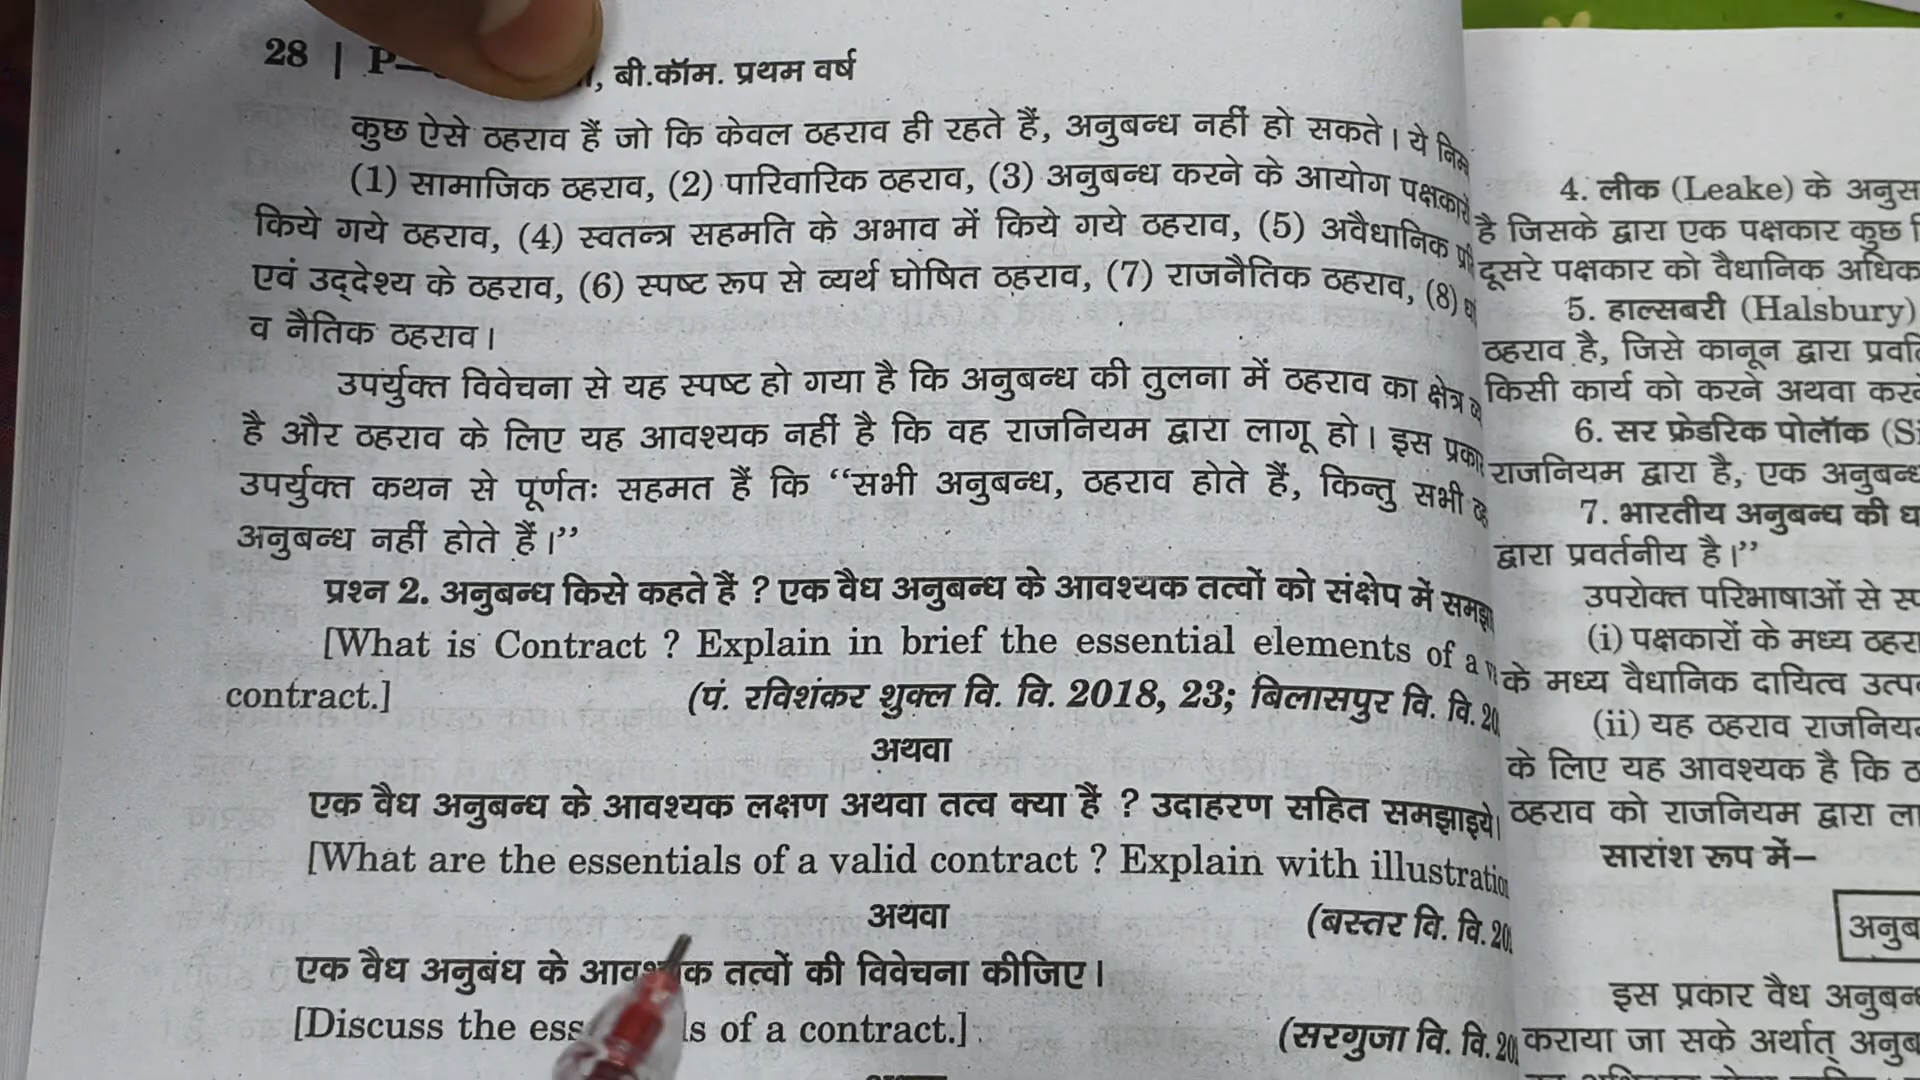 28 | P— , बी.कॉम. प्रथम वर्ष
कुछ ऐसे ठहराव हैं जो कि केवल ठहराव ही रहते हैं, अनुबन्ध नहीं हो सकते। ये
(1) सामाजिक ठहराव, (2) पारिवारिक ठहराव, (3) अनुबन्ध करने के आयोग पक्षकारों
किये गये ठहराव, (4) स्वतन्त्र सहमति के अभाव में किये गये ठहराव, (5) अवैधानिक
एवं उद्देश्य के ठहराव, (6) स्पष्ट रूप से व्यर्थ घोषित ठहराव, (7) राजनैतिक ठहराव, (8)
व नैतिक ठहराव।
उपर्युक्त विवेचना से यह स्पष्ट हो गया है कि अनुबन्ध की तुलना में ठहराव का क्षेत्र
है और ठहराव के लिए यह आवश्यक नहीं है कि वह राजनियम द्वारा लागू हो। इस प्रकार
उपर्युक्त कथन से पूर्णतः सहमत हैं कि “सभी अनुबन्ध, ठहराव होते हैं, किन्तु सभी
अनुबन्ध नहीं होते हैं।”
प्रश्न 2. अनुबन्ध किसे कहते हैं ? एक वैध अनुबन्ध के आवश्यक तत्वों को संक्षेप में
[What is Contract ? Explain in brief the essential elements of a
contract.] (पं. रविशंकर शुक्ल वि. वि. 2018, 23; बिलासपुर वि. वि.
अथवा
एक वैध अनुबन्ध के आवश्यक लक्षण अथवा तत्व क्या हैं ? उदाहरण सहित समझाइये।
[What are the essentials of a valid contract ? Explain with
अथवा (बस्तर वि. वि.
एक वैध अनुबंध के तत्वों की विवेचना कीजिए।
[Discuss the of a contract.] (सरगुजा वि. वि.
4. लीक (Leake) के
है जिसके द्वारा एक पक्षकार कुछ
दूसरे पक्षकार को वैधानिक
5. हाल्सबरी (Halsbury)
ठहराव है, जिसे कानून द्वारा
किसी कार्य को करने अथवा
6. सर फ्रेडरिक पोलॉक
राजनियम द्वारा है, एक अनुबन्ध
7. भारतीय अनुबन्ध की
द्वारा प्रवर्तनीय है।”
उपरोक्त परिभाषाओं से
(i) पक्षकारों के मध्य
के मध्य वैधानिक दायित्व
(ii) यह ठहराव
के लिए यह आवश्यक है कि
ठहराव को राजनियम द्वारा
सारांश रूप में—
इस प्रकार वैध
कराया जा सके अर्थात्